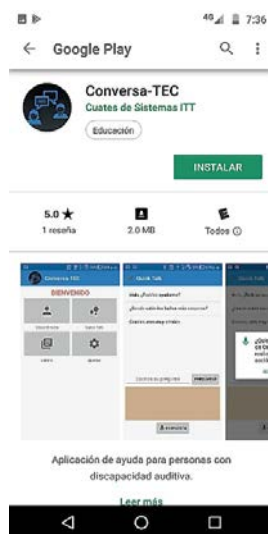 4G 7:36
Google Play
Conversa-TEC
Cuates de Sistemas ITT
Educación
INSTALAR
5.0 ★
1 reseña
2.0 MB
Todos
Conversa TEC
BIENVENIDO
Quick Talk
Aplicación de ayuda para personas con
discapacidad auditiva.
Leer más